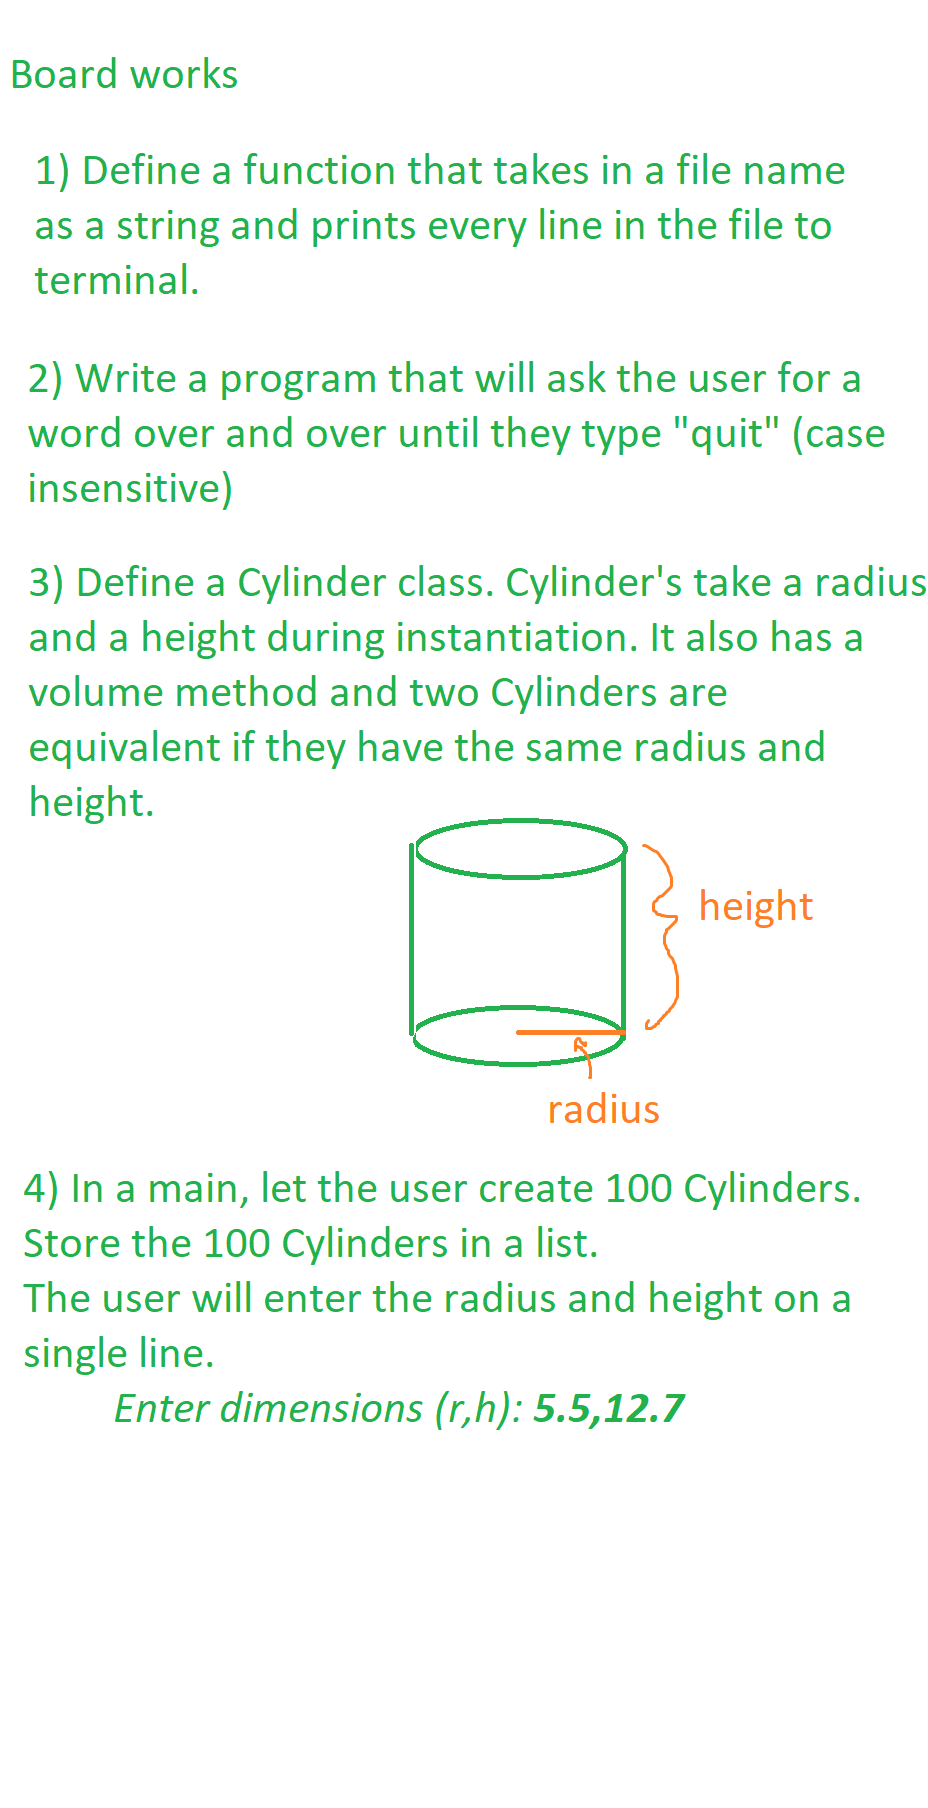 Board works
1) Define a function that takes in a file name
as a string and prints every line in the file to
terminal.
2) Write a program that will ask the user for a
word over and over until they type "quit" (case
insensitive)
3) Define a Cylinder class. Cylinder's take a radius
and a height during instantiation. It also has a
volume method and two Cylinders are
equivalent if they have the same radius and
height.
height
radius
4) In a main, let the user create 100 Cylinders.
Store the 100 Cylinders in a list.
The user will enter the radius and height on a
single line.
Enter dimensions (r,h): 5.5,12.7